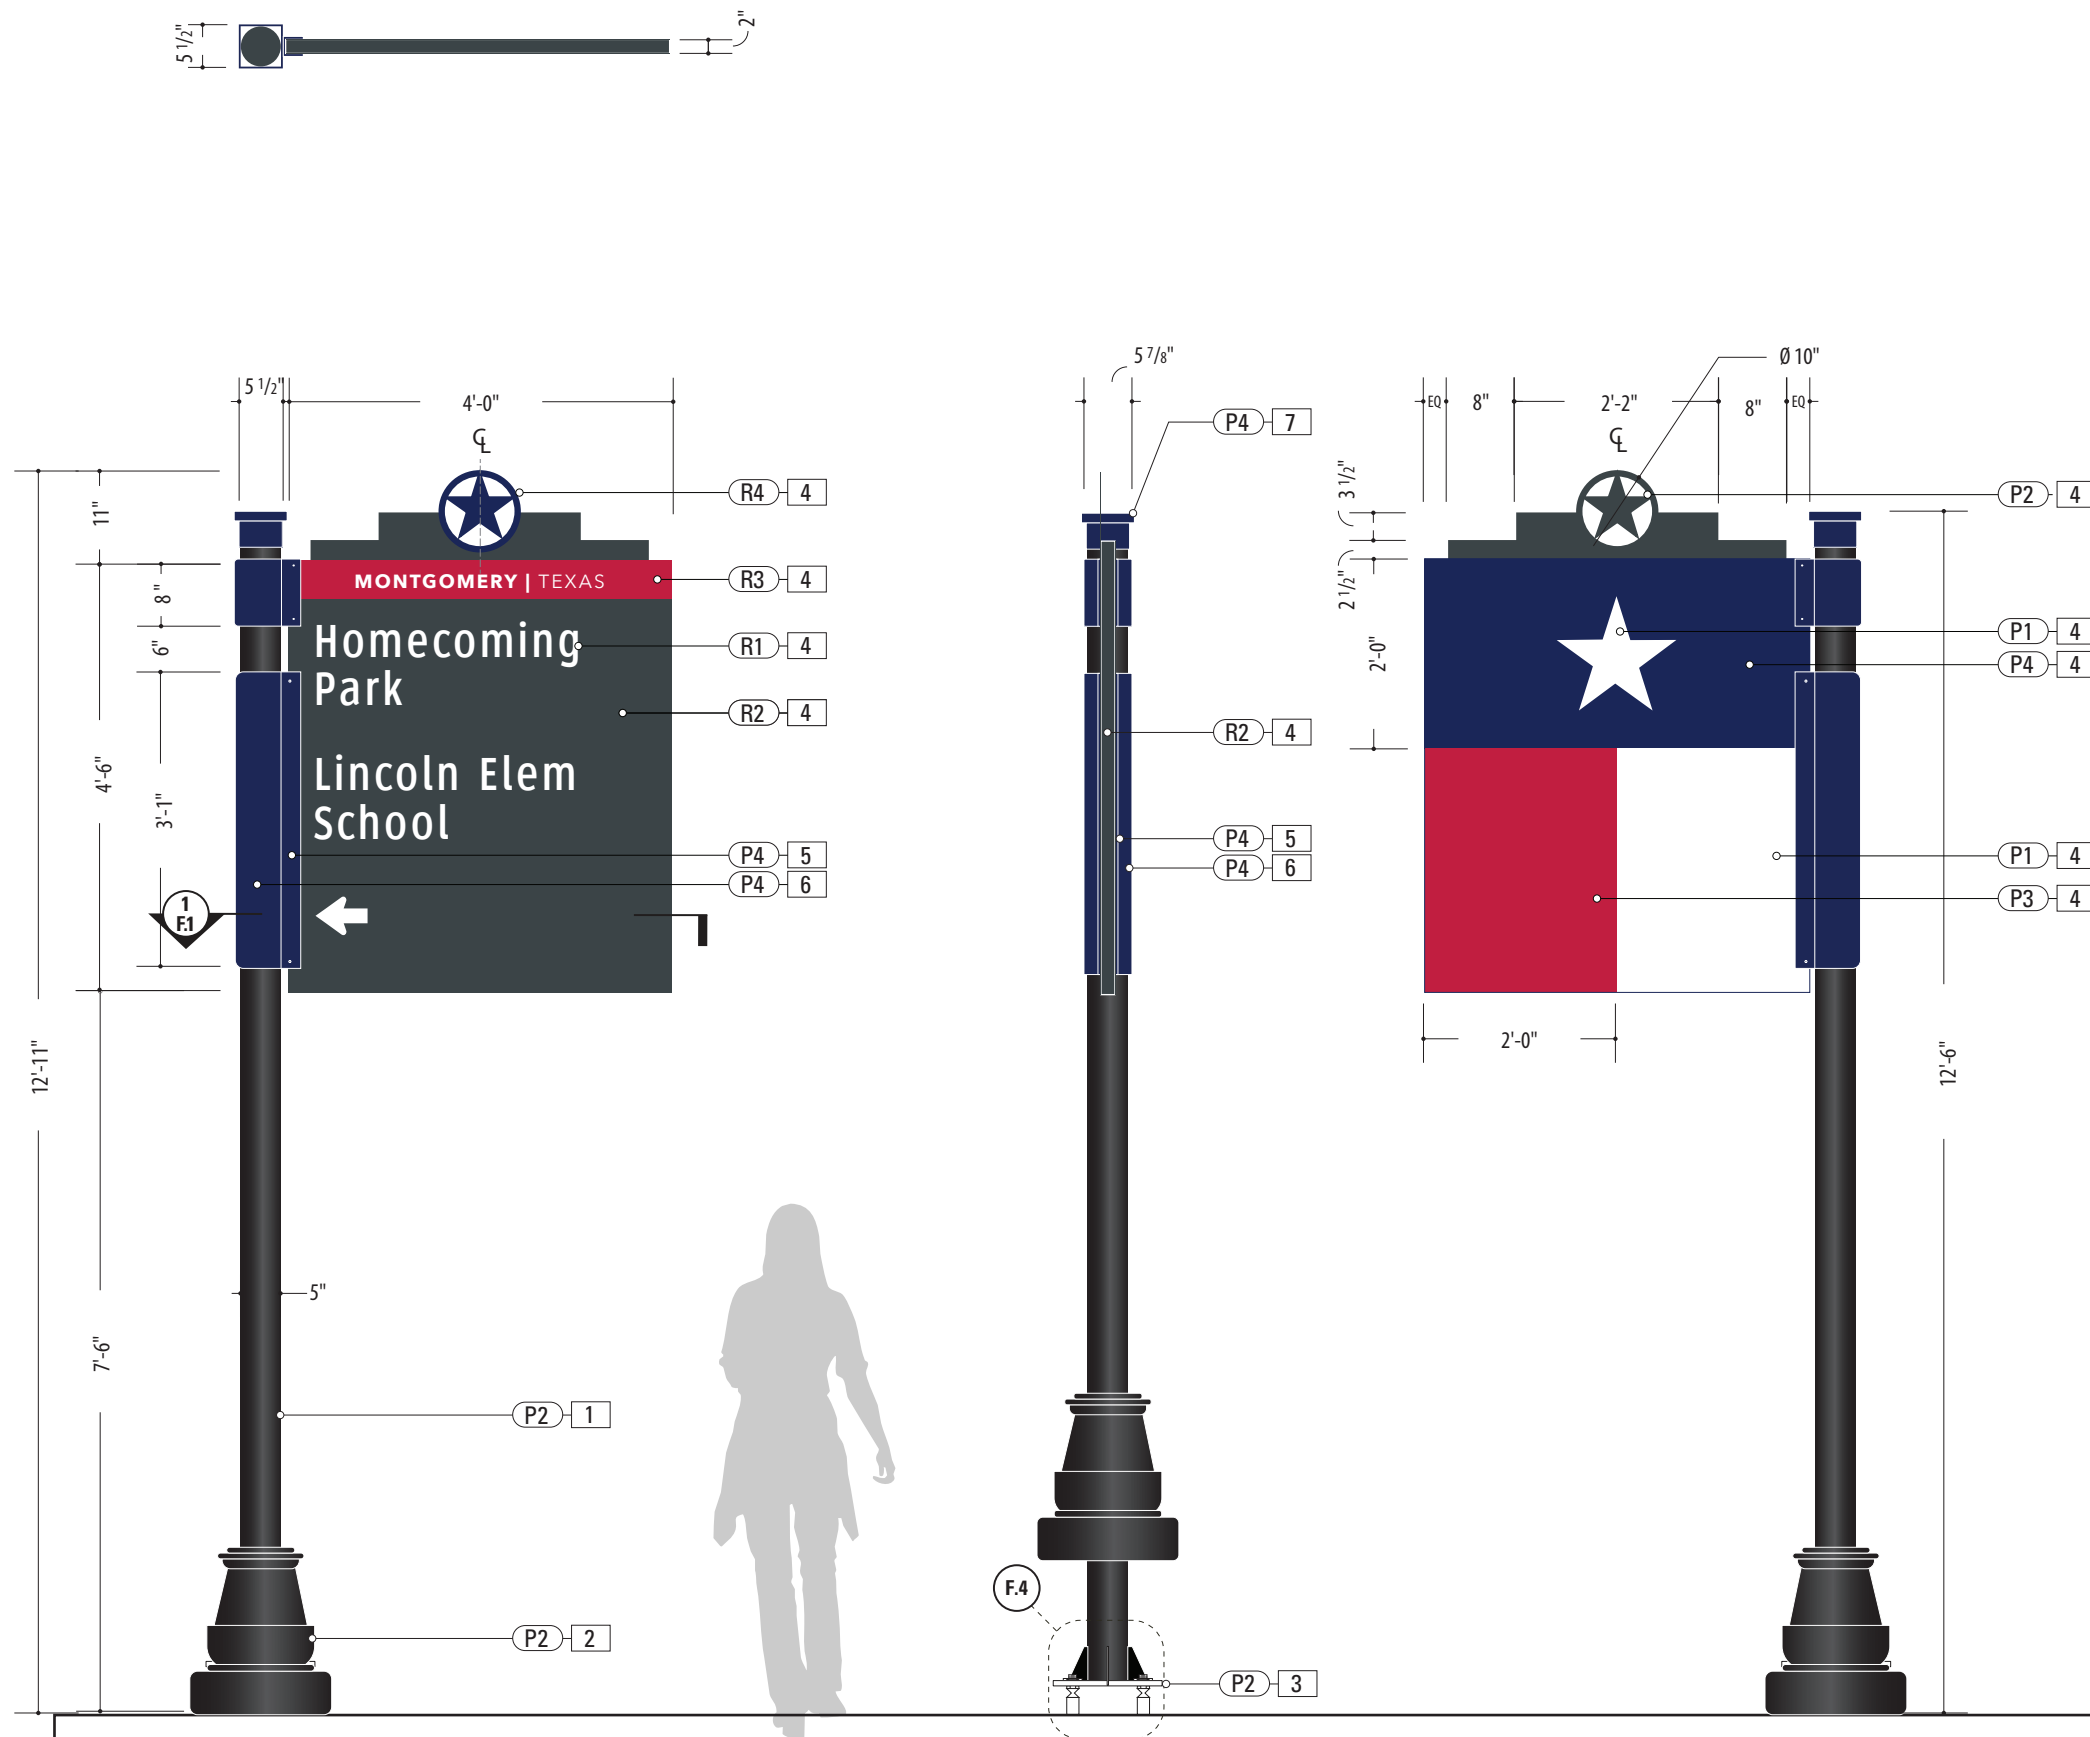 5 1/2"
2"
5 7/8"
Ø 10"
5 1/2"
4'-0"
EQ
8"
2'-2"
8"
EQ
P4 7
℄
℄
3 1/2"
11"
R4 4
P2 4
MONTGOMERY | TEXAS
R3 4
8"
2 1/2"
6"
Homecoming
Park
R1 4
P1 4
2'-0"
P4 4
R2 4
R2 4
4'-6"
Lincoln Elem
School
3'-1"
P4 5
P4 6
P4 5
P4 6
P1 4
P3 4
1
F.1
12'-11"
2'-0"
12'-6"
5"
7'-6"
P2 1
F.4
P2 2
P2 3